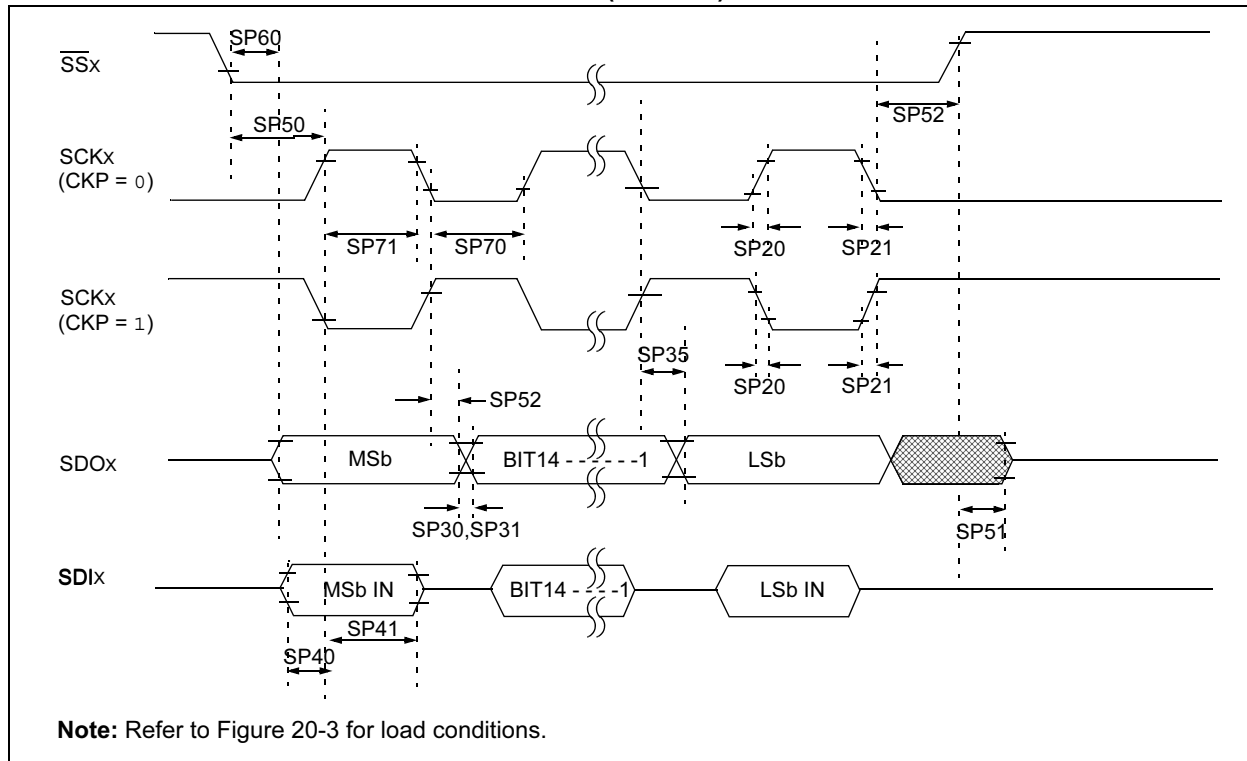 SP60
SSx
SP50
SP52
SCKx
(CKP = 0)
SP71
SP70
SP20
SP21
SCKx
(CKP = 1)
SP35
SP20
SP21
SP52
SDOx
MSb
BIT14 - - - - - -1
LSb
SP30,SP31
SP51
SDIx
MSb IN
BIT14 - - - -1
LSb IN
SP41
SP40
Note: Refer to Figure 20-3 for load conditions.